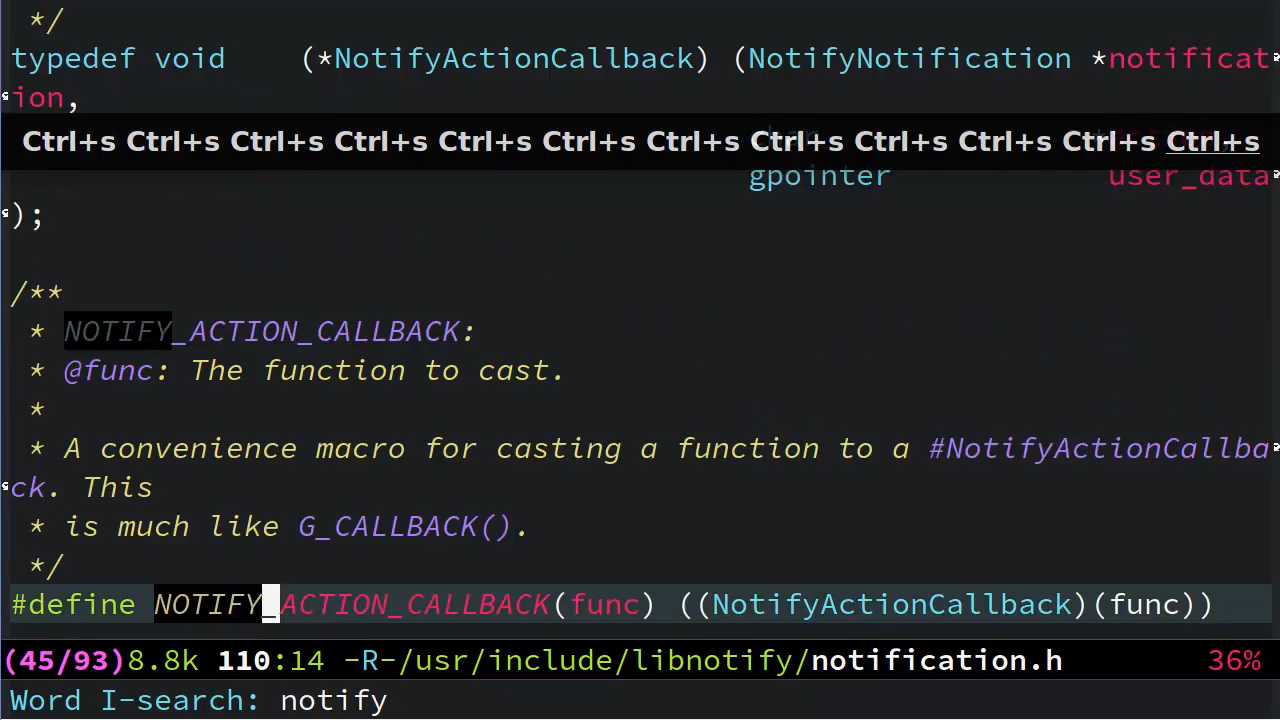 */
typedef void    (*NotifyActionCallback) (NotifyNotification *notificat
ion,
Ctrl+s Ctrl+s Ctrl+s Ctrl+s Ctrl+s Ctrl+s Ctrl+s Ctrl+s Ctrl+s Ctrl+s Ctrl+s Ctrl+s
gpointer            user_data
);
/**
 * NOTIFY_ACTION_CALLBACK:
 * @func: The function to cast.
 *
 * A convenience macro for casting a function to a #NotifyActionCallba
ck. This
 * is much like G_CALLBACK().
 */
#define NOTIFY_ACTION_CALLBACK(func) ((NotifyActionCallback)(func))
(45/93)8.8k 110:14 -R-/usr/include/libnotify/notification.h 36%
Word I-search: notify